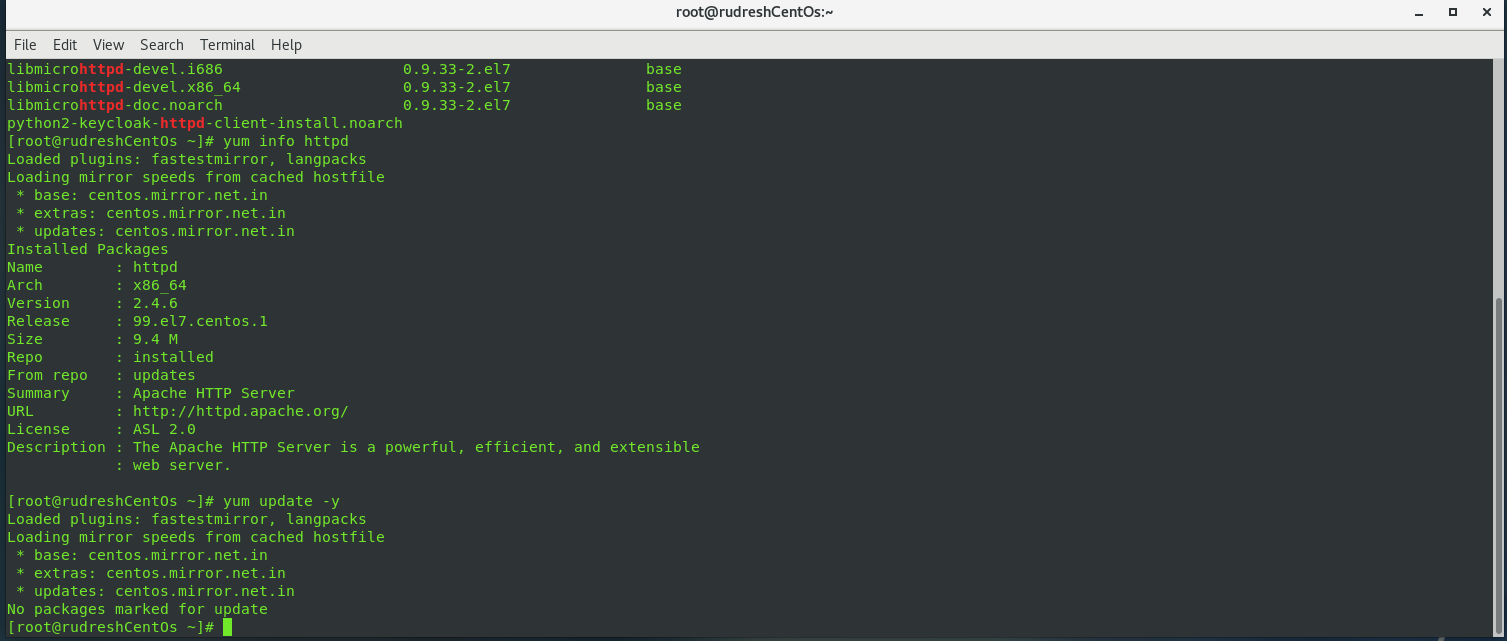 root@rudreshCentOs:~
File Edit View Search Terminal Help
libmicrohttpd-devel.i686                    0.9.33-2.el7               base
libmicrohttpd-devel.x86_64                  0.9.33-2.el7               base
libmicrohttpd-doc.noarch                    0.9.33-2.el7               base
python2-keycloak-httpd-client-install.noarch
[root@rudreshCentOs ~]# yum info httpd
Loaded plugins: fastestmirror, langpacks
Loading mirror speeds from cached hostfile
 * base: centos.mirror.net.in
 * extras: centos.mirror.net.in
 * updates: centos.mirror.net.in
Installed Packages
Name        : httpd
Arch        : x86_64
Version     : 2.4.6
Release     : 99.el7.centos.1
Size        : 9.4 M
Repo        : installed
From repo   : updates
Summary     : Apache HTTP Server
URL         : http://httpd.apache.org/
License     : ASL 2.0
Description : The Apache HTTP Server is a powerful, efficient, and extensible
            : web server.
[root@rudreshCentOs ~]# yum update -y
Loaded plugins: fastestmirror, langpacks
Loading mirror speeds from cached hostfile
 * base: centos.mirror.net.in
 * extras: centos.mirror.net.in
 * updates: centos.mirror.net.in
No packages marked for update
[root@rudreshCentOs ~]#